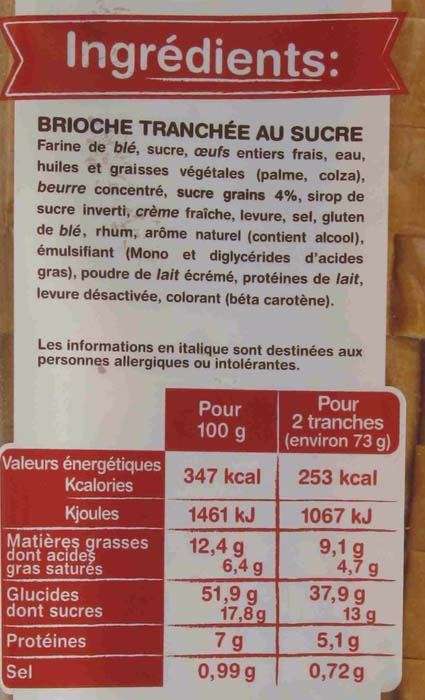 Ingrédients:
BRIOCHE TRANCHÉE AU SUCRE
Farine de blé, sucre, œufs entiers frais, eau,
huiles et graisses végétales (palme, colza),
beurre concentré, sucre grains 4%, sirop de
sucre inverti, crème fraîche, levure, sel, gluten
de blé, rhum, arôme naturel (contient alcool),
émulsifiant (Mono et diglycérides d'acides
gras), poudre de lait écrémé, protéines de lait,
levure désactivée, colorant (béta carotène).
Les informations en italique sont destinées aux
personnes allergiques ou intolérantes.
Pour
100 g
Pour
2 tranches
(environ 73 g)
Valeurs énergétiques
Kcalories
347 kcal
253 kcal
Kjoules
1461 kJ
1067 kJ
Matières grasses
dont acides
gras saturés
12,4 g
6,4 g
9,1 g
4,7 g
Glucides
dont sucres
51,9 g
17,8 g
37,9 g
13 g
Protéines
7 g
5,1 g
Sel
0,99 g
0,72 g